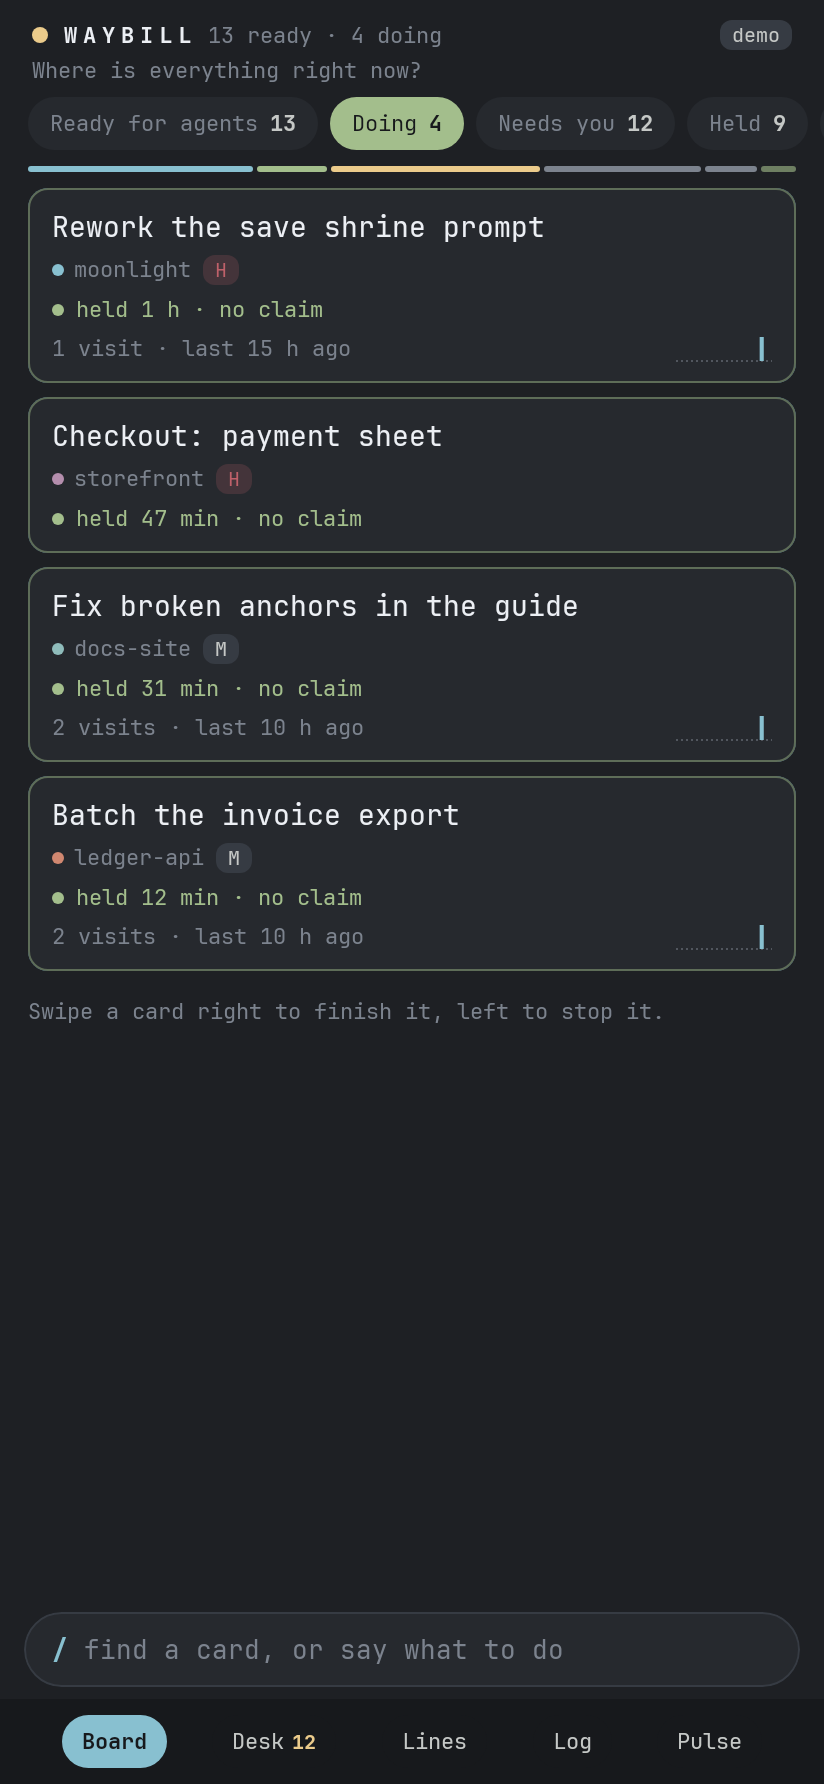 WAYBILL 13 ready · 4 doing demo
Where is everything right now?
Ready for agents 13 Doing 4 Needs you 12 Held 9
Rework the save shrine prompt
moonlight H
held 1 h · no claim
1 visit · last 15 h ago
Checkout: payment sheet
storefront H
held 47 min · no claim
Fix broken anchors in the guide
docs-site M
held 31 min · no claim
2 visits · last 10 h ago
Batch the invoice export
ledger-api M
held 12 min · no claim
2 visits · last 10 h ago
Swipe a card right to finish it, left to stop it.
/ find a card, or say what to do
Board Desk 12 Lines Log Pulse